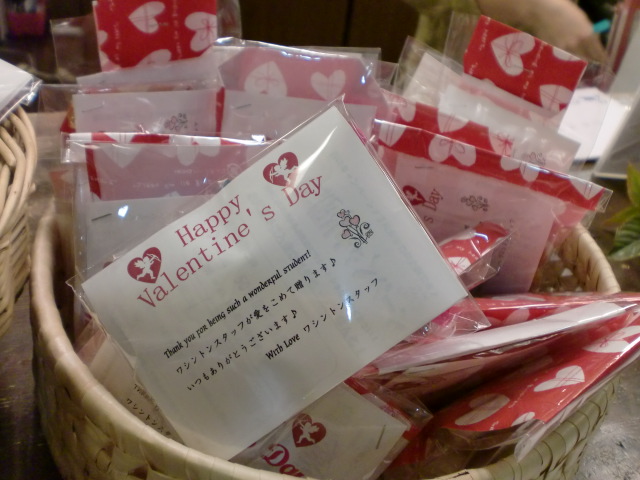 Happy
Valentine's Day
Thank you for being such a wonderful student!
ワシントンスタッフが愛をこめて贈ります♪
いつもありがとうございます♪
With Love ワシントンスタッフ